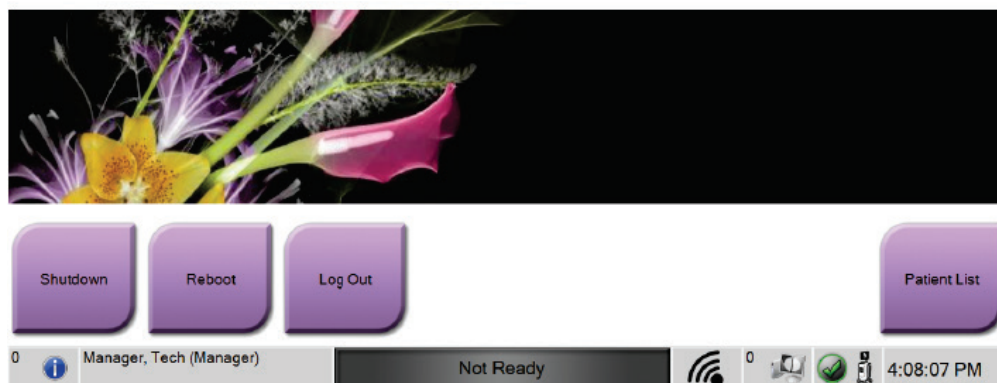 Shutdown
Reboot
Log Out
Patient List
0
Manager, Tech (Manager)
Not Ready
0
4:08:07 PM